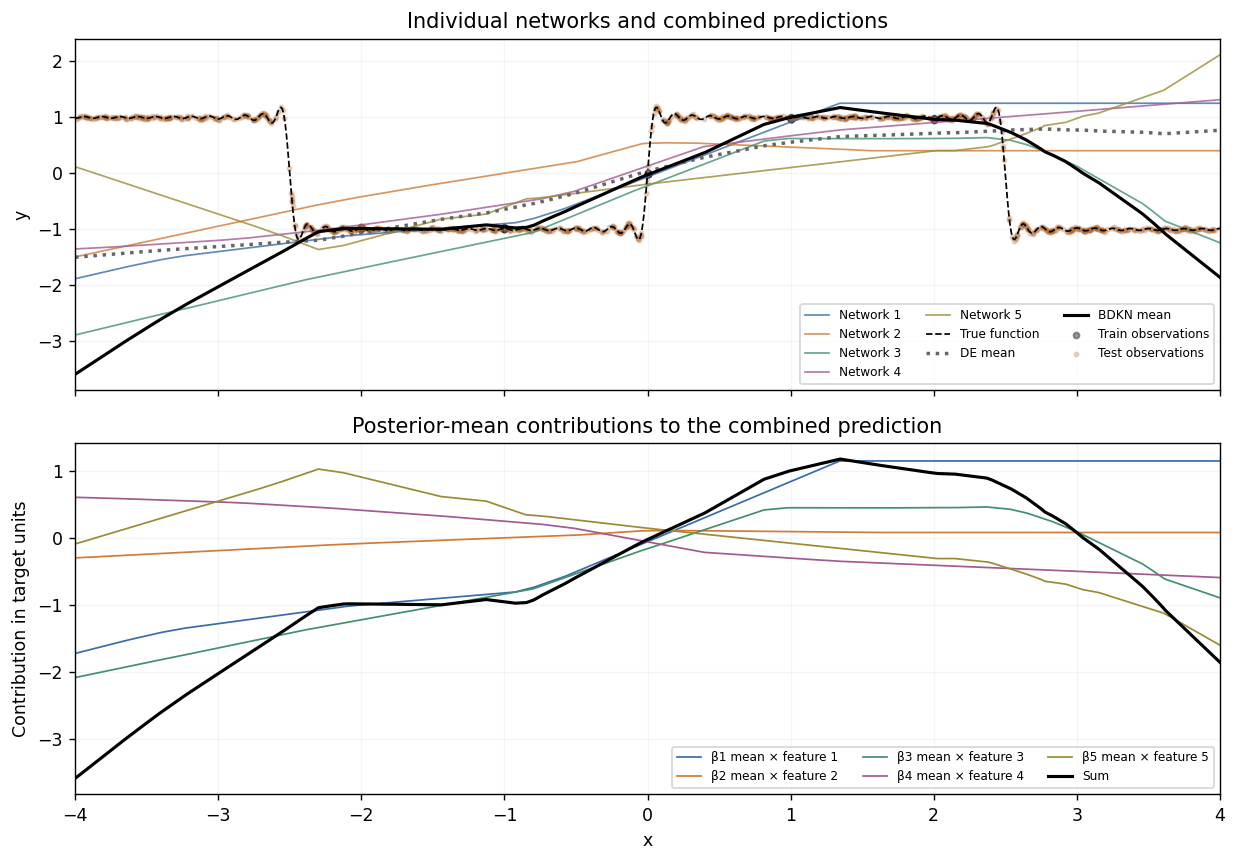 Individual networks and combined predictions
2
1
0
−1
−2
−3
y
Network 1
Network 2
Network 3
Network 4
Network 5
True function
DE mean
BDKN mean
Train observations
Test observations
Posterior-mean contributions to the combined prediction
1
0
−1
−2
−3
Contribution in target units
β1 mean × feature 1
β2 mean × feature 2
β3 mean × feature 3
β4 mean × feature 4
β5 mean × feature 5
Sum
−4 −3 −2 −1 0 1 2 3 4
x